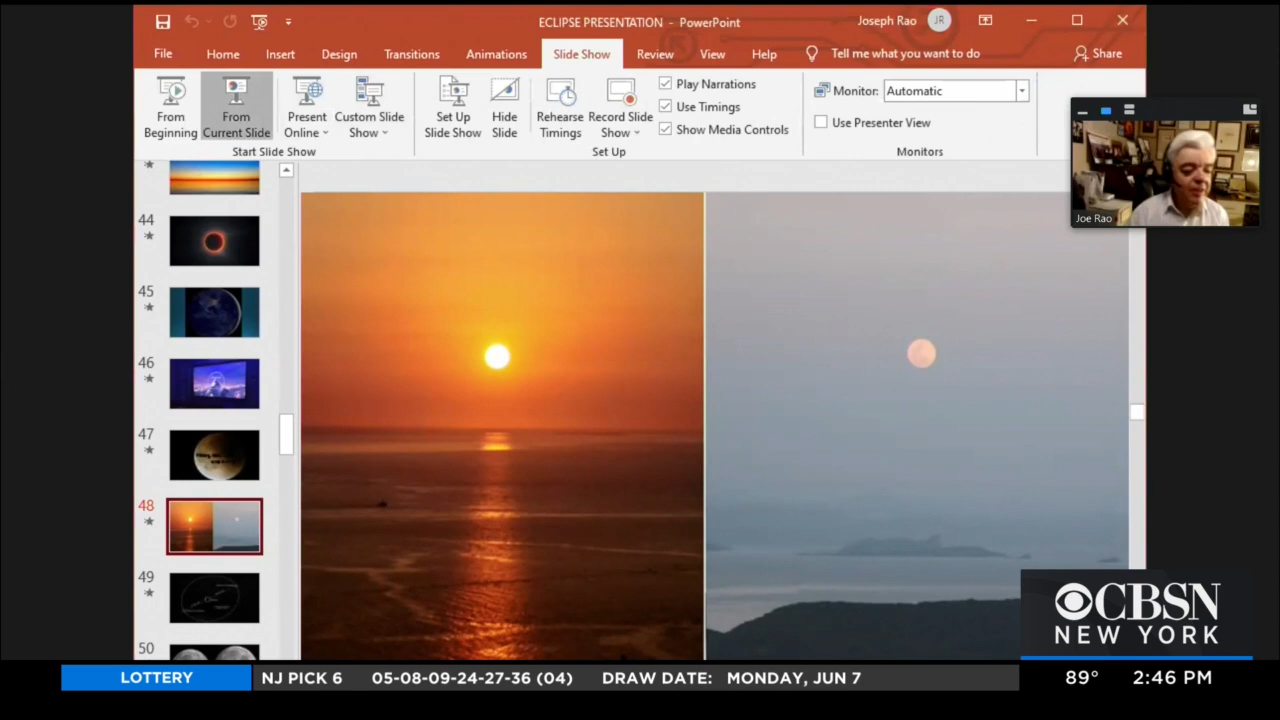 ECLIPSE PRESENTATION - PowerPoint
Joseph Rao JR
File Home Insert Design Transitions Animations Slide Show Review View Help Tell me what you want to do Share
From Beginning
From Current Slide
Present Online
Custom Slide Show
Set Up Slide Show
Hide Slide
Rehearse Timings
Record Slide Show
Play Narrations
Use Timings
Show Media Controls
Monitor: Automatic
Use Presenter View
Start Slide Show
Set Up
Monitors
Joe Rao
44
45
46
47
48
49
50
CBSN
NEW YORK
LOTTERY NJ PICK 6 05-08-09-24-27-36 (04) DRAW DATE: MONDAY, JUN 7 89° 2:46 PM